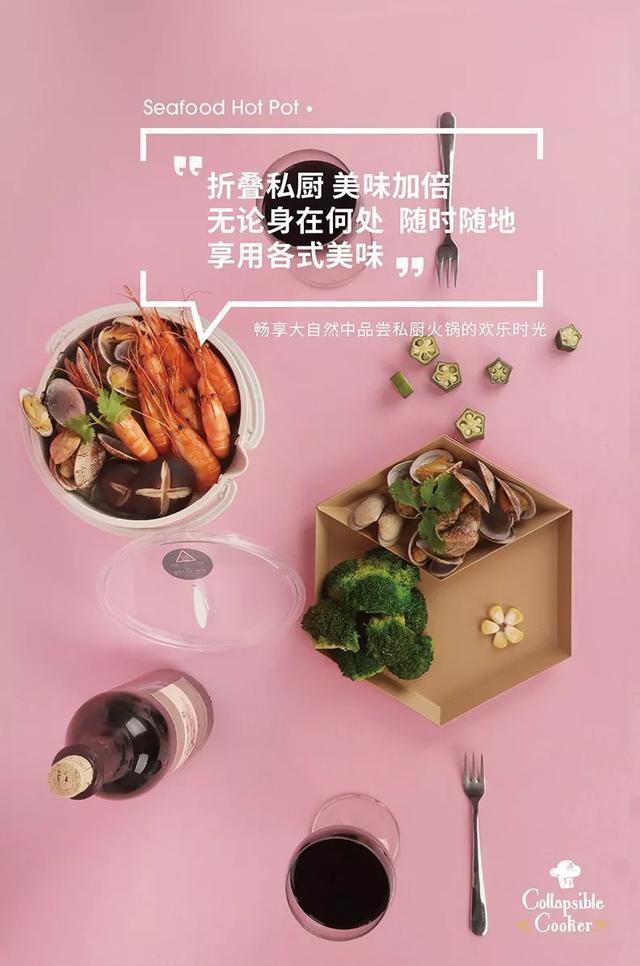 Seafood Hot Pot •
“折叠私厨 美味加倍
无论身在何处 随时随地
享用各式美味”
畅享大自然中品尝私厨火锅的欢乐时光
Collapsible
Cooker